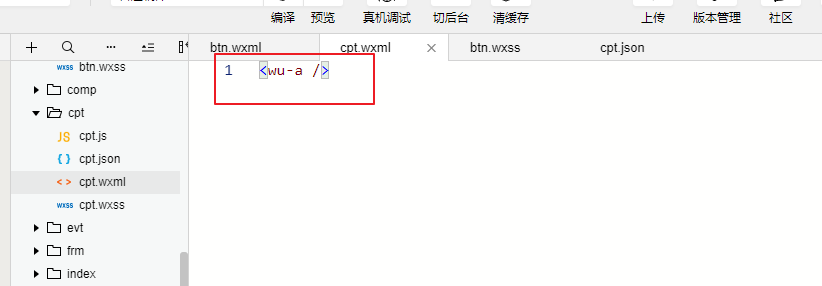 编译 预览 真机调试 切后台 清缓存 上传 版本管理 社区
btn.wxml cpt.wxml btn.wxss cpt.json
1 <wu-a />
wxss btn.wxss
comp
cpt
JS cpt.js
{ } cpt.json
< > cpt.wxml
wxss cpt.wxss
evt
frm
index